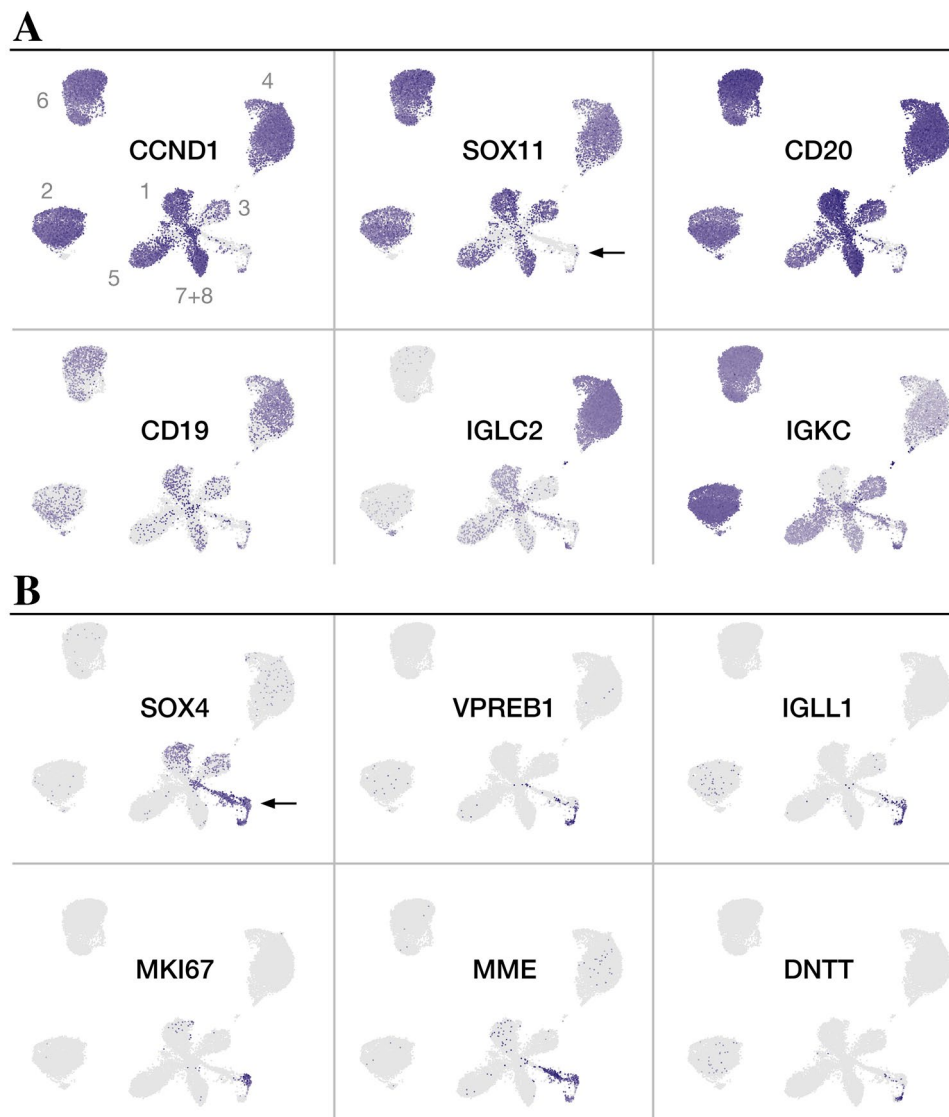 A
6
4
CCND1
SOX11
CD20
2
1
3
5
7+8
CD19
IGLC2
IGKC
B
SOX4
VPREB1
IGLL1
MKI67
MME
DNTT